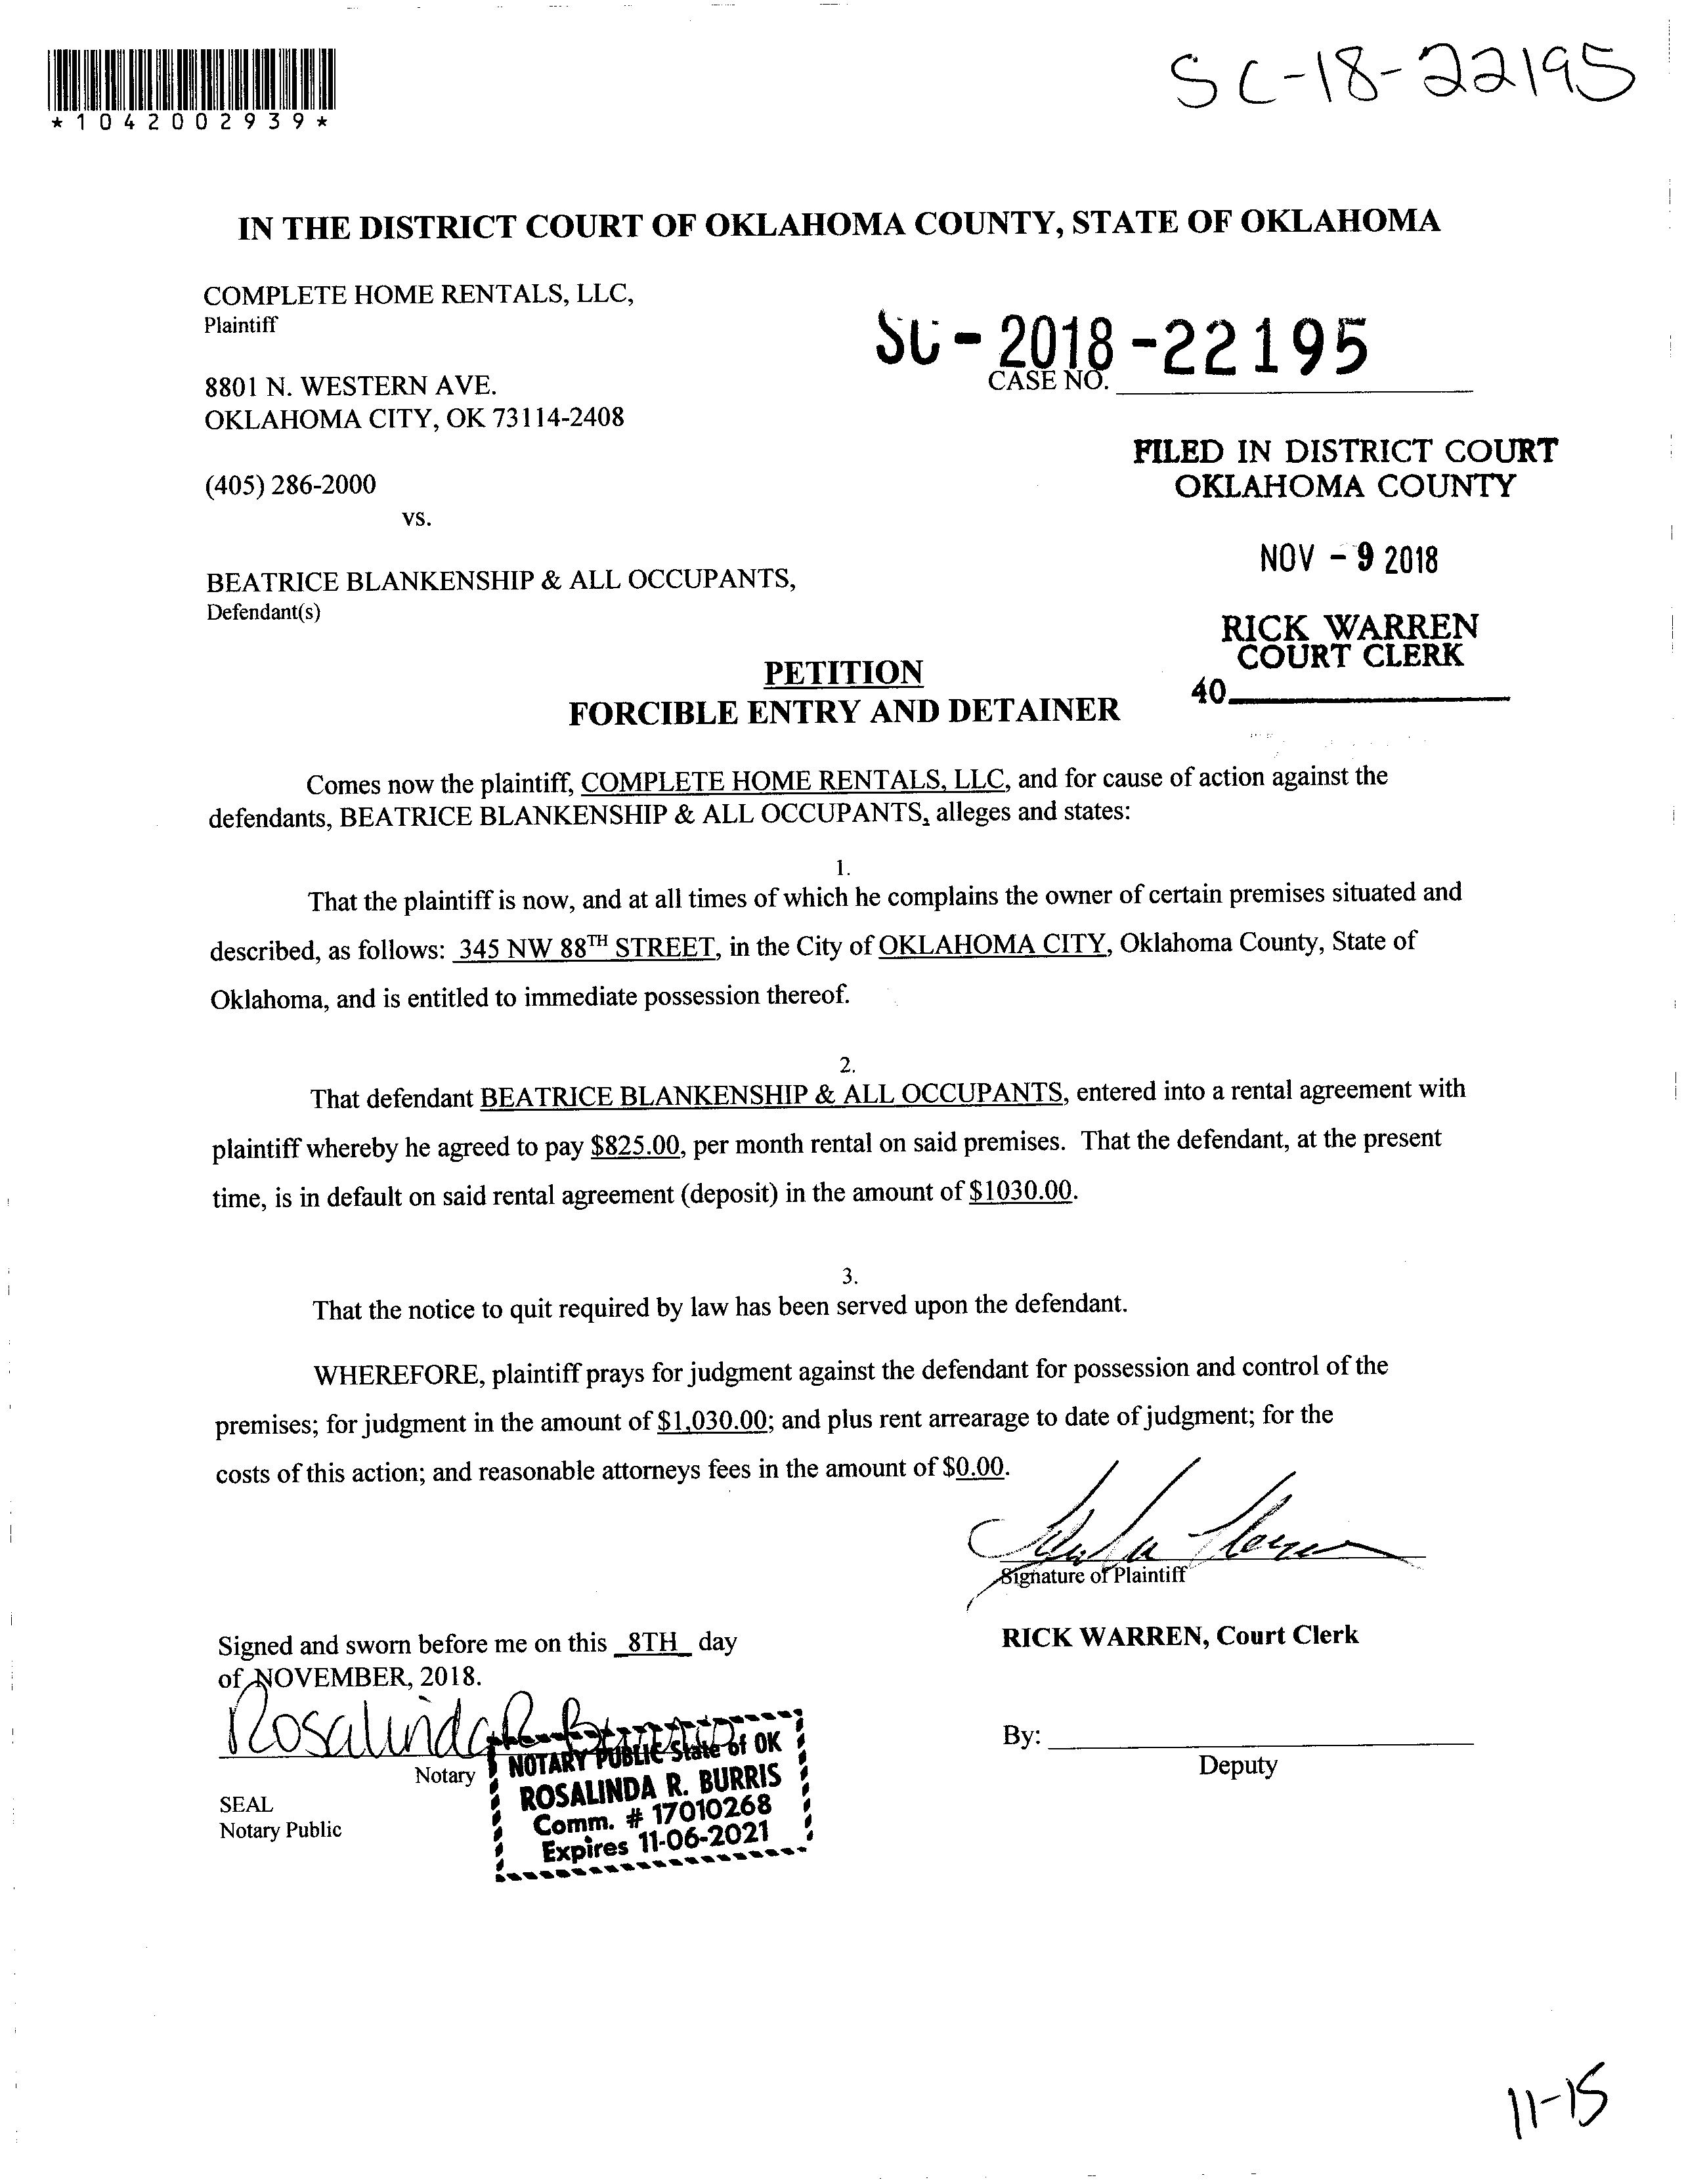 *1042002939*
SC-18-22195
IN THE DISTRICT COURT OF OKLAHOMA COUNTY, STATE OF OKLAHOMA
COMPLETE HOME RENTALS, LLC,
Plaintiff
SC - 2018 - 22195
CASE NO.
8801 N. WESTERN AVE.
OKLAHOMA CITY, OK 73114-2408
FILED IN DISTRICT COURT
OKLAHOMA COUNTY
(405) 286-2000
vs.
NOV - 9 2018
BEATRICE BLANKENSHIP & ALL OCCUPANTS,
Defendant(s)
RICK WARREN
COURT CLERK
40
PETITION
FORCIBLE ENTRY AND DETAINER
Comes now the plaintiff, COMPLETE HOME RENTALS, LLC, and for cause of action against the
defendants, BEATRICE BLANKENSHIP & ALL OCCUPANTS, alleges and states:
1.
That the plaintiff is now, and at all times of which he complains the owner of certain premises situated and
described, as follows: 345 NW 88TH STREET, in the City of OKLAHOMA CITY, Oklahoma County, State of
Oklahoma, and is entitled to immediate possession thereof.
2.
That defendant BEATRICE BLANKENSHIP & ALL OCCUPANTS, entered into a rental agreement with
plaintiff whereby he agreed to pay $825.00, per month rental on said premises. That the defendant, at the present
time, is in default on said rental agreement (deposit) in the amount of $1030.00.
3.
That the notice to quit required by law has been served upon the defendant.
WHEREFORE, plaintiff prays for judgment against the defendant for possession and control of the
premises; for judgment in the amount of $1,030.00; and plus rent arrearage to date of judgment; for the
costs of this action; and reasonable attorneys fees in the amount of $0.00.
Signature of Plaintiff
Signed and sworn before me on this 8TH day
of NOVEMBER, 2018.
RICK WARREN, Court Clerk
Rosalinda R. Burris
Notary
By:
Deputy
NOTARY PUBLIC State of OK
ROSALINDA R. BURRIS
Comm. # 17010268
Expires 11-06-2021
SEAL
Notary Public
11-15